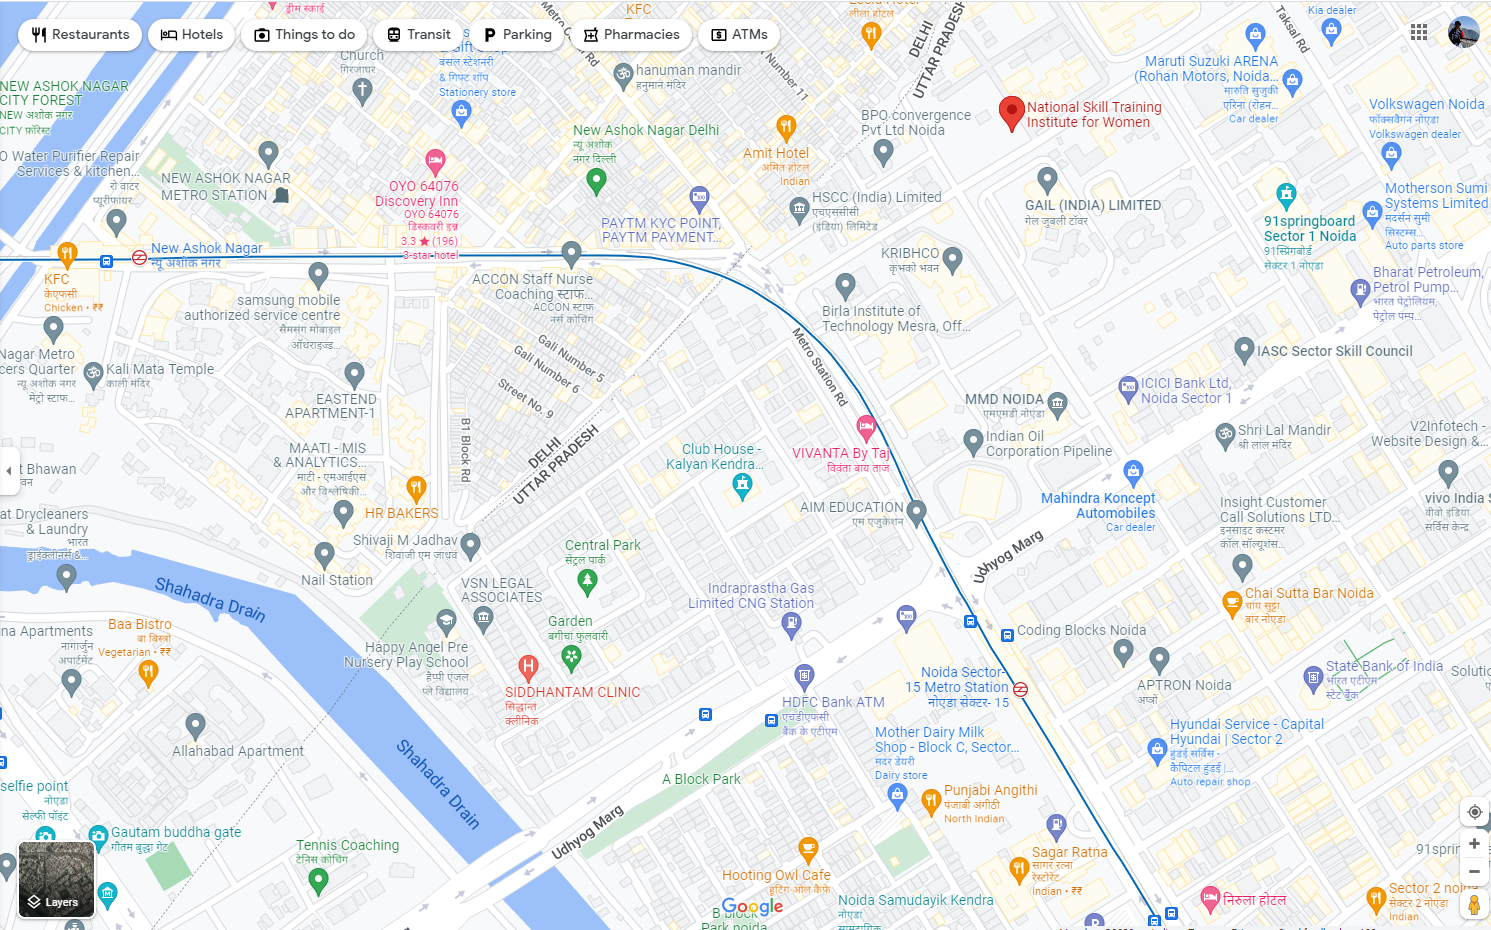 ड्रीम स्काई
KFC
लीला होटल
DELHI
UTTAR PRADESH
Taksal Rd
Kia dealer
Restaurants
Hotels
Things to do
Transit
Parking
Pharmacies
ATMs
Church
गिरजाघर
Gift Shop
बंसल स्टेशनरी
& गिफ्ट शॉप
Stationery store
hanuman mandir
हनुमान मंदिर
Number 11
Maruti Suzuki ARENA
(Rohan Motors, Noida...
मारुति सुजुकी
एरिना (रोहन...
Car dealer
NEW ASHOK NAGAR
CITY FOREST
NEW अशोक नगर
CITY फ़ॉरेस्ट
National Skill Training
Institute for Women
Volkswagen Noida
फॉक्सवैगन नोएडा
Volkswagen dealer
BPO convergence
Pvt Ltd Noida
New Ashok Nagar Delhi
न्यू अशोक
नगर दिल्ली
Amit Hotel
अमित होटल
Indian
O Water Purifier Repair
Services & kitchen...
रो वाटर
प्यूरीफायर...
NEW ASHOK NAGAR
METRO STATION
OYO 64076
Discovery Inn
OYO 64076
डिस्कवरी इन्न
3.3 ★ (196)
3-star hotel
PAYTM KYC POINT,
PAYTM PAYMENT...
HSCC (India) Limited
एचएससीसी
(इंडिया) लिमिटेड
GAIL (INDIA) LIMITED
गेल जुबली टॉवर
91springboard
Sector 1 Noida
91स्प्रिंगबोर्ड
सेक्टर 1 नोएडा
Motherson Sumi
Systems Limited
मदर्सन सुमी
सिस्टम्स...
Auto parts store
New Ashok Nagar
न्यू अशोक नगर
KFC
केएफसी
Chicken • ₹₹
ACCON Staff Nurse
Coaching स्टाफ...
ACCON स्टाफ
नर्स कोचिंग
KRIBHCO
कृभको भवन
Bharat Petroleum,
Petrol Pump...
भारत पेट्रोलियम,
पेट्रोल पम्प...
samsung mobile
authorized service centre
सैमसंग मोबाइल
ऑथराइज्ड...
Birla Institute of
Technology Mesra, Off...
Gali Number 5
Gali Number 6
Street No. 9
Metro Station Rd
IASC Sector Skill Council
Nagar Metro
cers Quarter
न्यू अशोक नगर
मेट्रो स्टाफ...
Kali Mata Temple
काली मंदिर
ICICI Bank Ltd,
Noida Sector 1
EASTEND
APARTMENT-1
MMD NOIDA
एमएमडी नोएडा
B1 Block Rd
DELHI
UTTAR PRADESH
Shri Lal Mandir
श्री लाल मंदिर
V2Infotech -
Website Design &...
MAATI - MIS
& ANALYTICS...
माटी - एमआईएस
और विश्लेषिकी...
Club House -
Kalyan Kendra...
VIVANTA By Taj
विवंता बाय ताज
Indian Oil
Corporation Pipeline
t Bhawan
वन
Mahindra Koncept
Automobiles
Car dealer
vivo India S
वीवो इंडिया
सर्विस केन्द्र
HR BAKERS
AIM EDUCATION
एम एजुकेशन
Insight Customer
Call Solutions LTD...
इनसाइट कस्टमर
कॉल सॉल्यूशंस...
at Drycleaners
& Laundry
भारत
ड्राईक्लीनर्स &...
Shivaji M Jadhav
शिवाजी एम जाधव
Central Park
सेंट्रल पार्क
Udhyog Marg
Nail Station
Shahadra Drain
VSN LEGAL
ASSOCIATES
Indraprastha Gas
Limited CNG Station
Chai Sutta Bar Noida
चाय सुट्टा
बार नोएडा
Garden
बगीचा फुलवारी
Coding Blocks Noida
na Apartments
नागार्जुन
अपार्टमेंट
Baa Bistro
बा बिस्त्रो
Vegetarian • ₹₹
Happy Angel Pre
Nursery Play School
हैप्पी एंजल
प्ले विद्यालय
Noida Sector-
15 Metro Station
नोएडा सेक्टर- 15
State Bank of India
भारत एटीएम
स्टेट बैंक
Solutio
APTRON Noida
अप्त्रो
SIDDHANTAM CLINIC
सिद्धान्त
क्लीनिक
HDFC Bank ATM
एचडीएफसी
बैंक के एटीएम
Hyundai Service - Capital
Hyundai | Sector 2
हुंडई सर्विस -
कैपिटल हुंडई |...
Auto repair shop
Allahabad Apartment
Shahadra Drain
Mother Dairy Milk
Shop - Block C, Sector...
मदर डेयरी
Dairy store
selfie point
नोएडा
सेल्फी पॉइंट
A Block Park
Punjabi Angithi
पंजाबी अंगीठी
North Indian
Gautam buddha gate
गौतम बुद्धा गेट
Udhyog Marg
Tennis Coaching
टेनिस कोचिंग
Sagar Ratna
सागर रत्ना
रेस्टोरेंट
Indian • ₹₹
91sprin
Hooting Owl Cafe
हूटिंग ओल कैफे
Layers
Google
B block
Park noida
Noida Samudayik Kendra
नोएडा
सामुदायिक
निरुला होटल
Sector 2 noida
सेक्टर 2 नोएडा
Indian